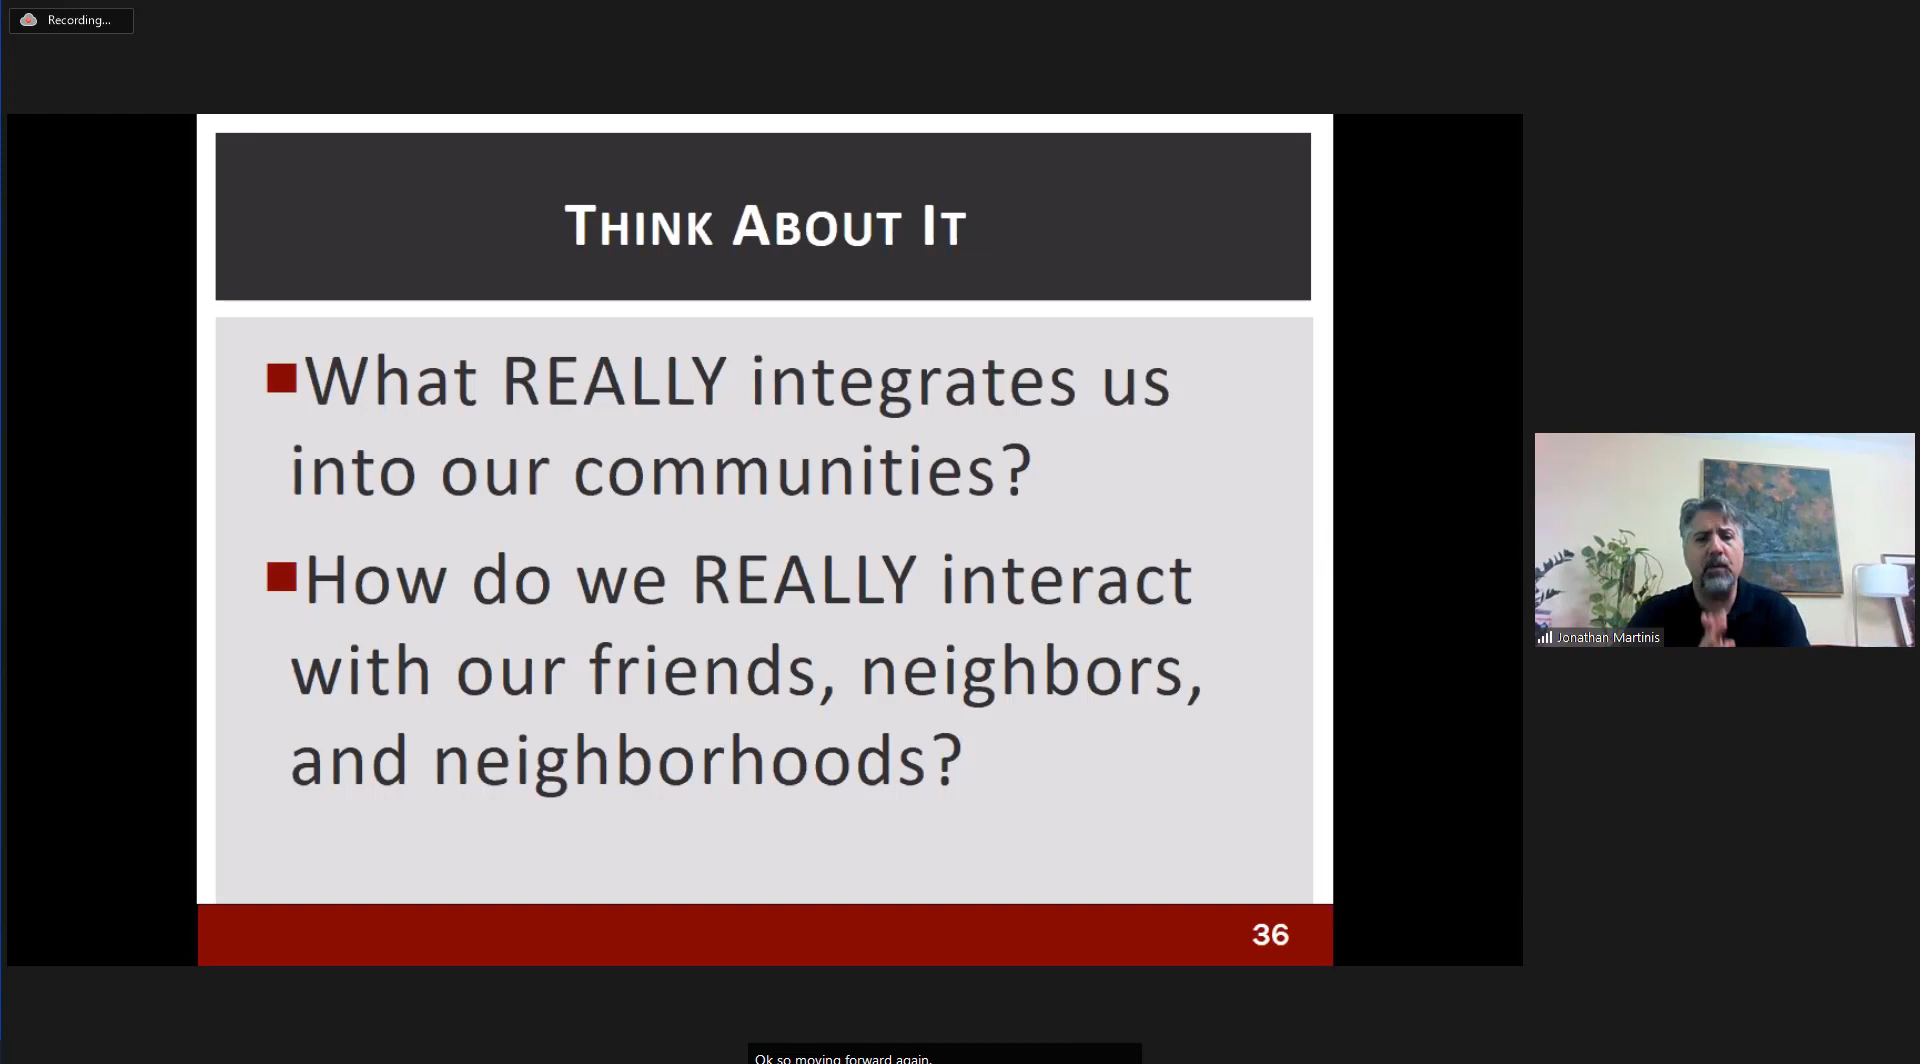 Recording...
THINK ABOUT IT
What REALLY integrates us
into our communities?
How do we REALLY interact
with our friends, neighbors,
and neighborhoods?
36
Jonathan Martinis
Ok so moving forward again.